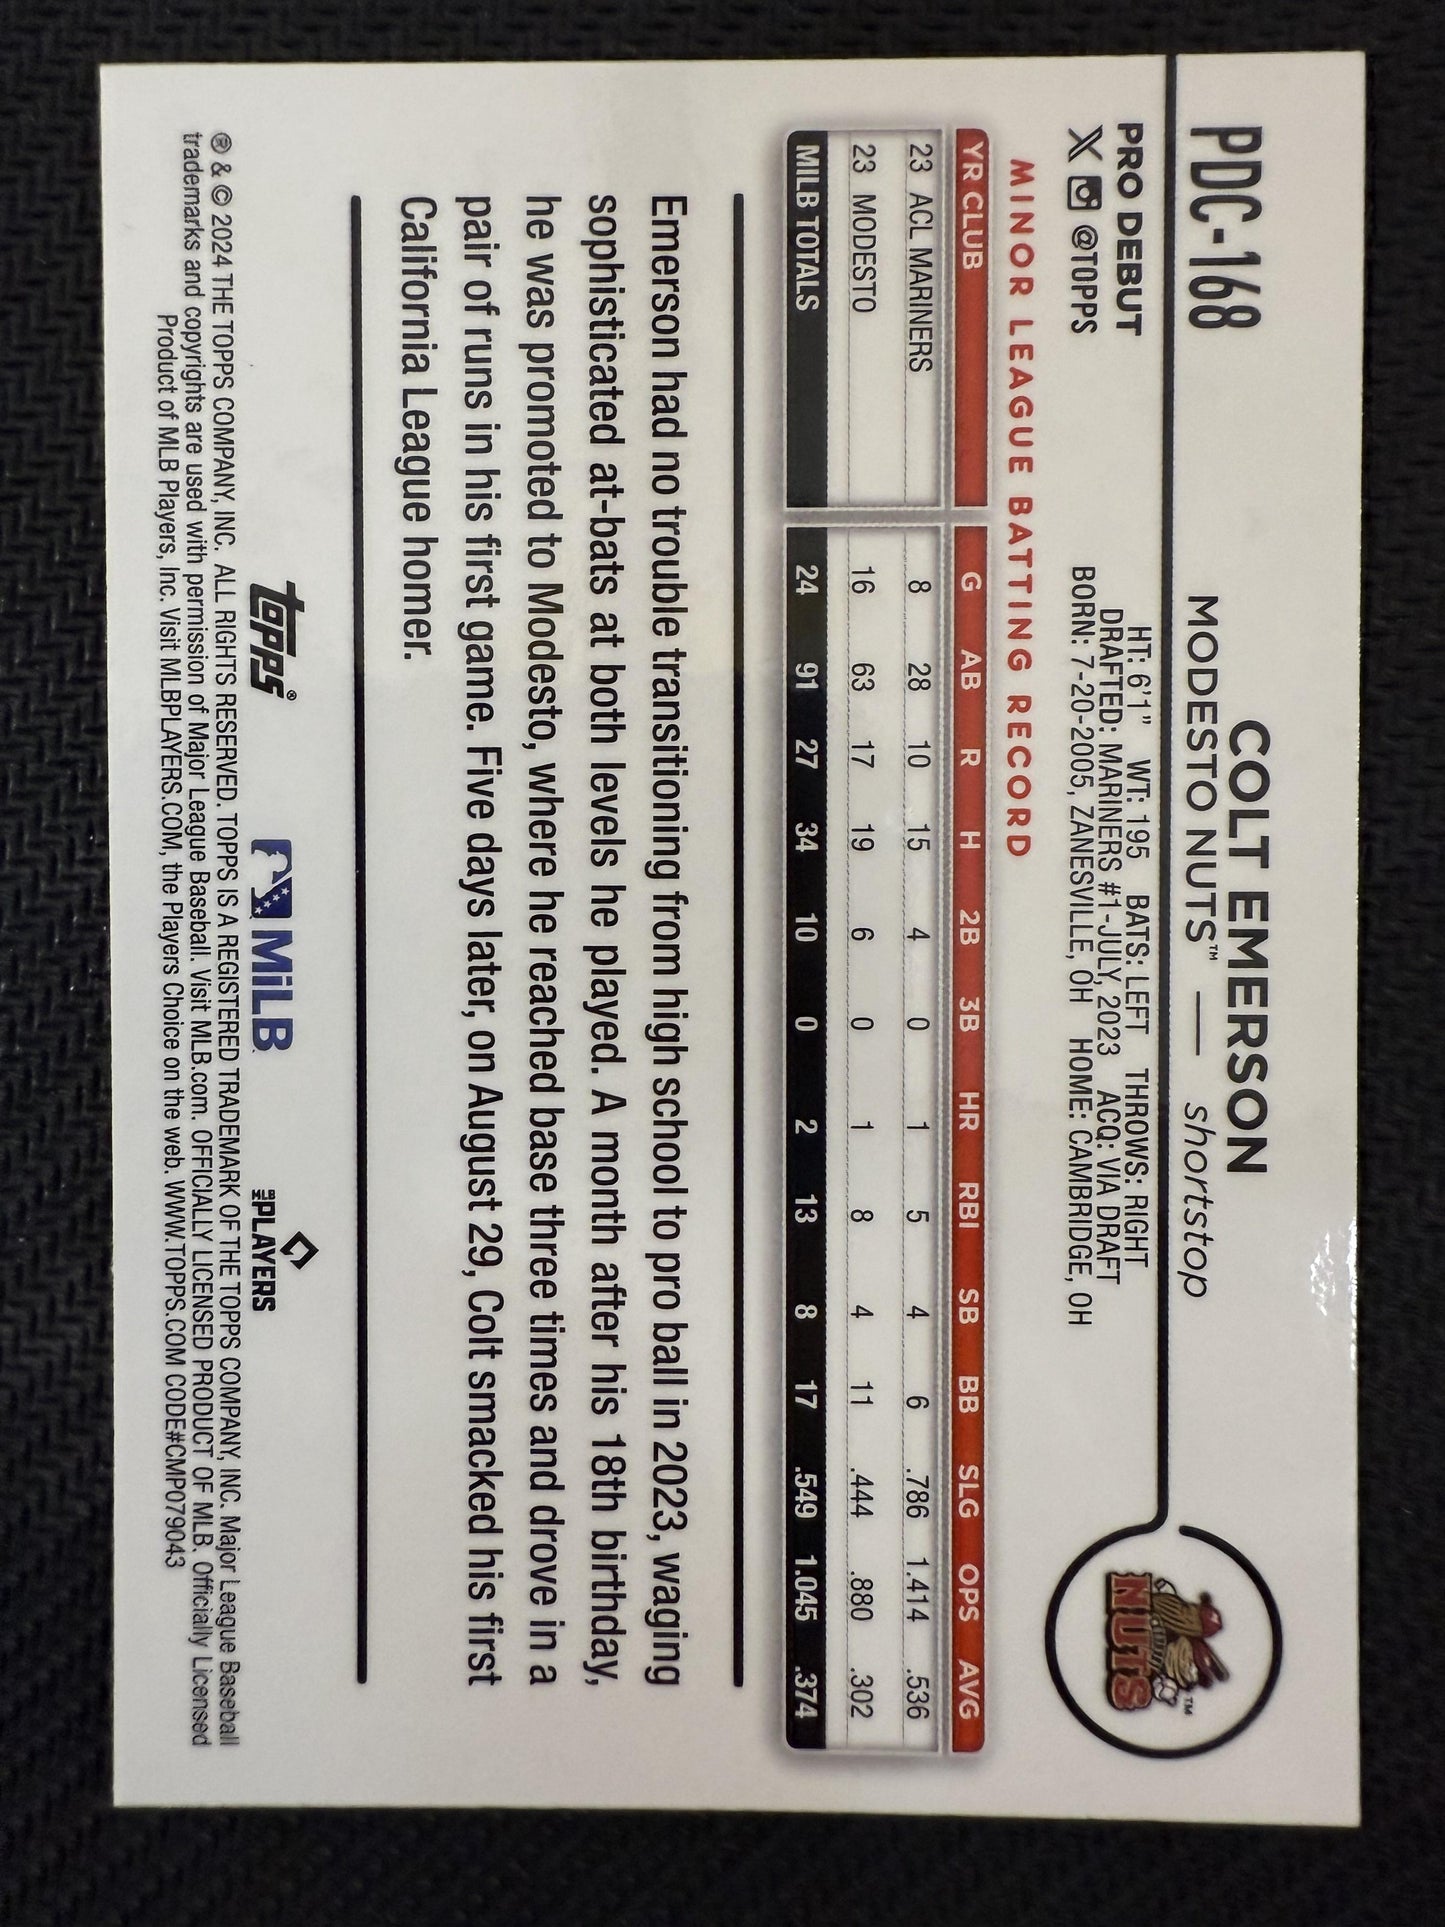 PDC-168
COLT EMERSON
MODESTO NUTS™ — shortstop
PRO DEBUT
X @TOPPS
HT: 6'1" WT: 195 BATS: LEFT THROWS: RIGHT
DRAFTED: MARINERS #1-JULY, 2023 ACQ: VIA DRAFT
BORN: 7-20-2005, ZANESVILLE, OH HOME: CAMBRIDGE, OH
NUTS™
MINOR LEAGUE BATTING RECORD
YR CLUB G AB R H 2B 3B HR RBI SB BB SLG OPS AVG
23 ACL MARINERS 8 28 10 15 4 0 1 5 4 6 .786 1.414 .536
23 MODESTO 16 63 17 19 6 0 1 8 4 11 .444 .880 .302
MILB TOTALS 24 91 27 34 10 0 2 13 8 17 .549 1.045 .374
Emerson had no trouble transitioning from high school to pro ball in 2023, waging
sophisticated at-bats at both levels he played. A month after his 18th birthday,
he was promoted to Modesto, where he reached base three times and drove in a
pair of runs in his first game. Five days later, on August 29, Colt smacked his first
California League homer.
topps®
MiLB
MLB PLAYERS
® & © 2024 THE TOPPS COMPANY, INC. ALL RIGHTS RESERVED. TOPPS IS A REGISTERED TRADEMARK OF THE TOPPS COMPANY, INC. Major League Baseball
trademarks and copyrights are used with permission of Major League Baseball. Visit MLB.com. OFFICIALLY LICENSED PRODUCT OF MLB. Officially Licensed
Product of MLB Players, Inc. Visit MLBPLAYERS.COM, the Players Choice on the web. WWW.TOPPS.COM CODE#CMP079043